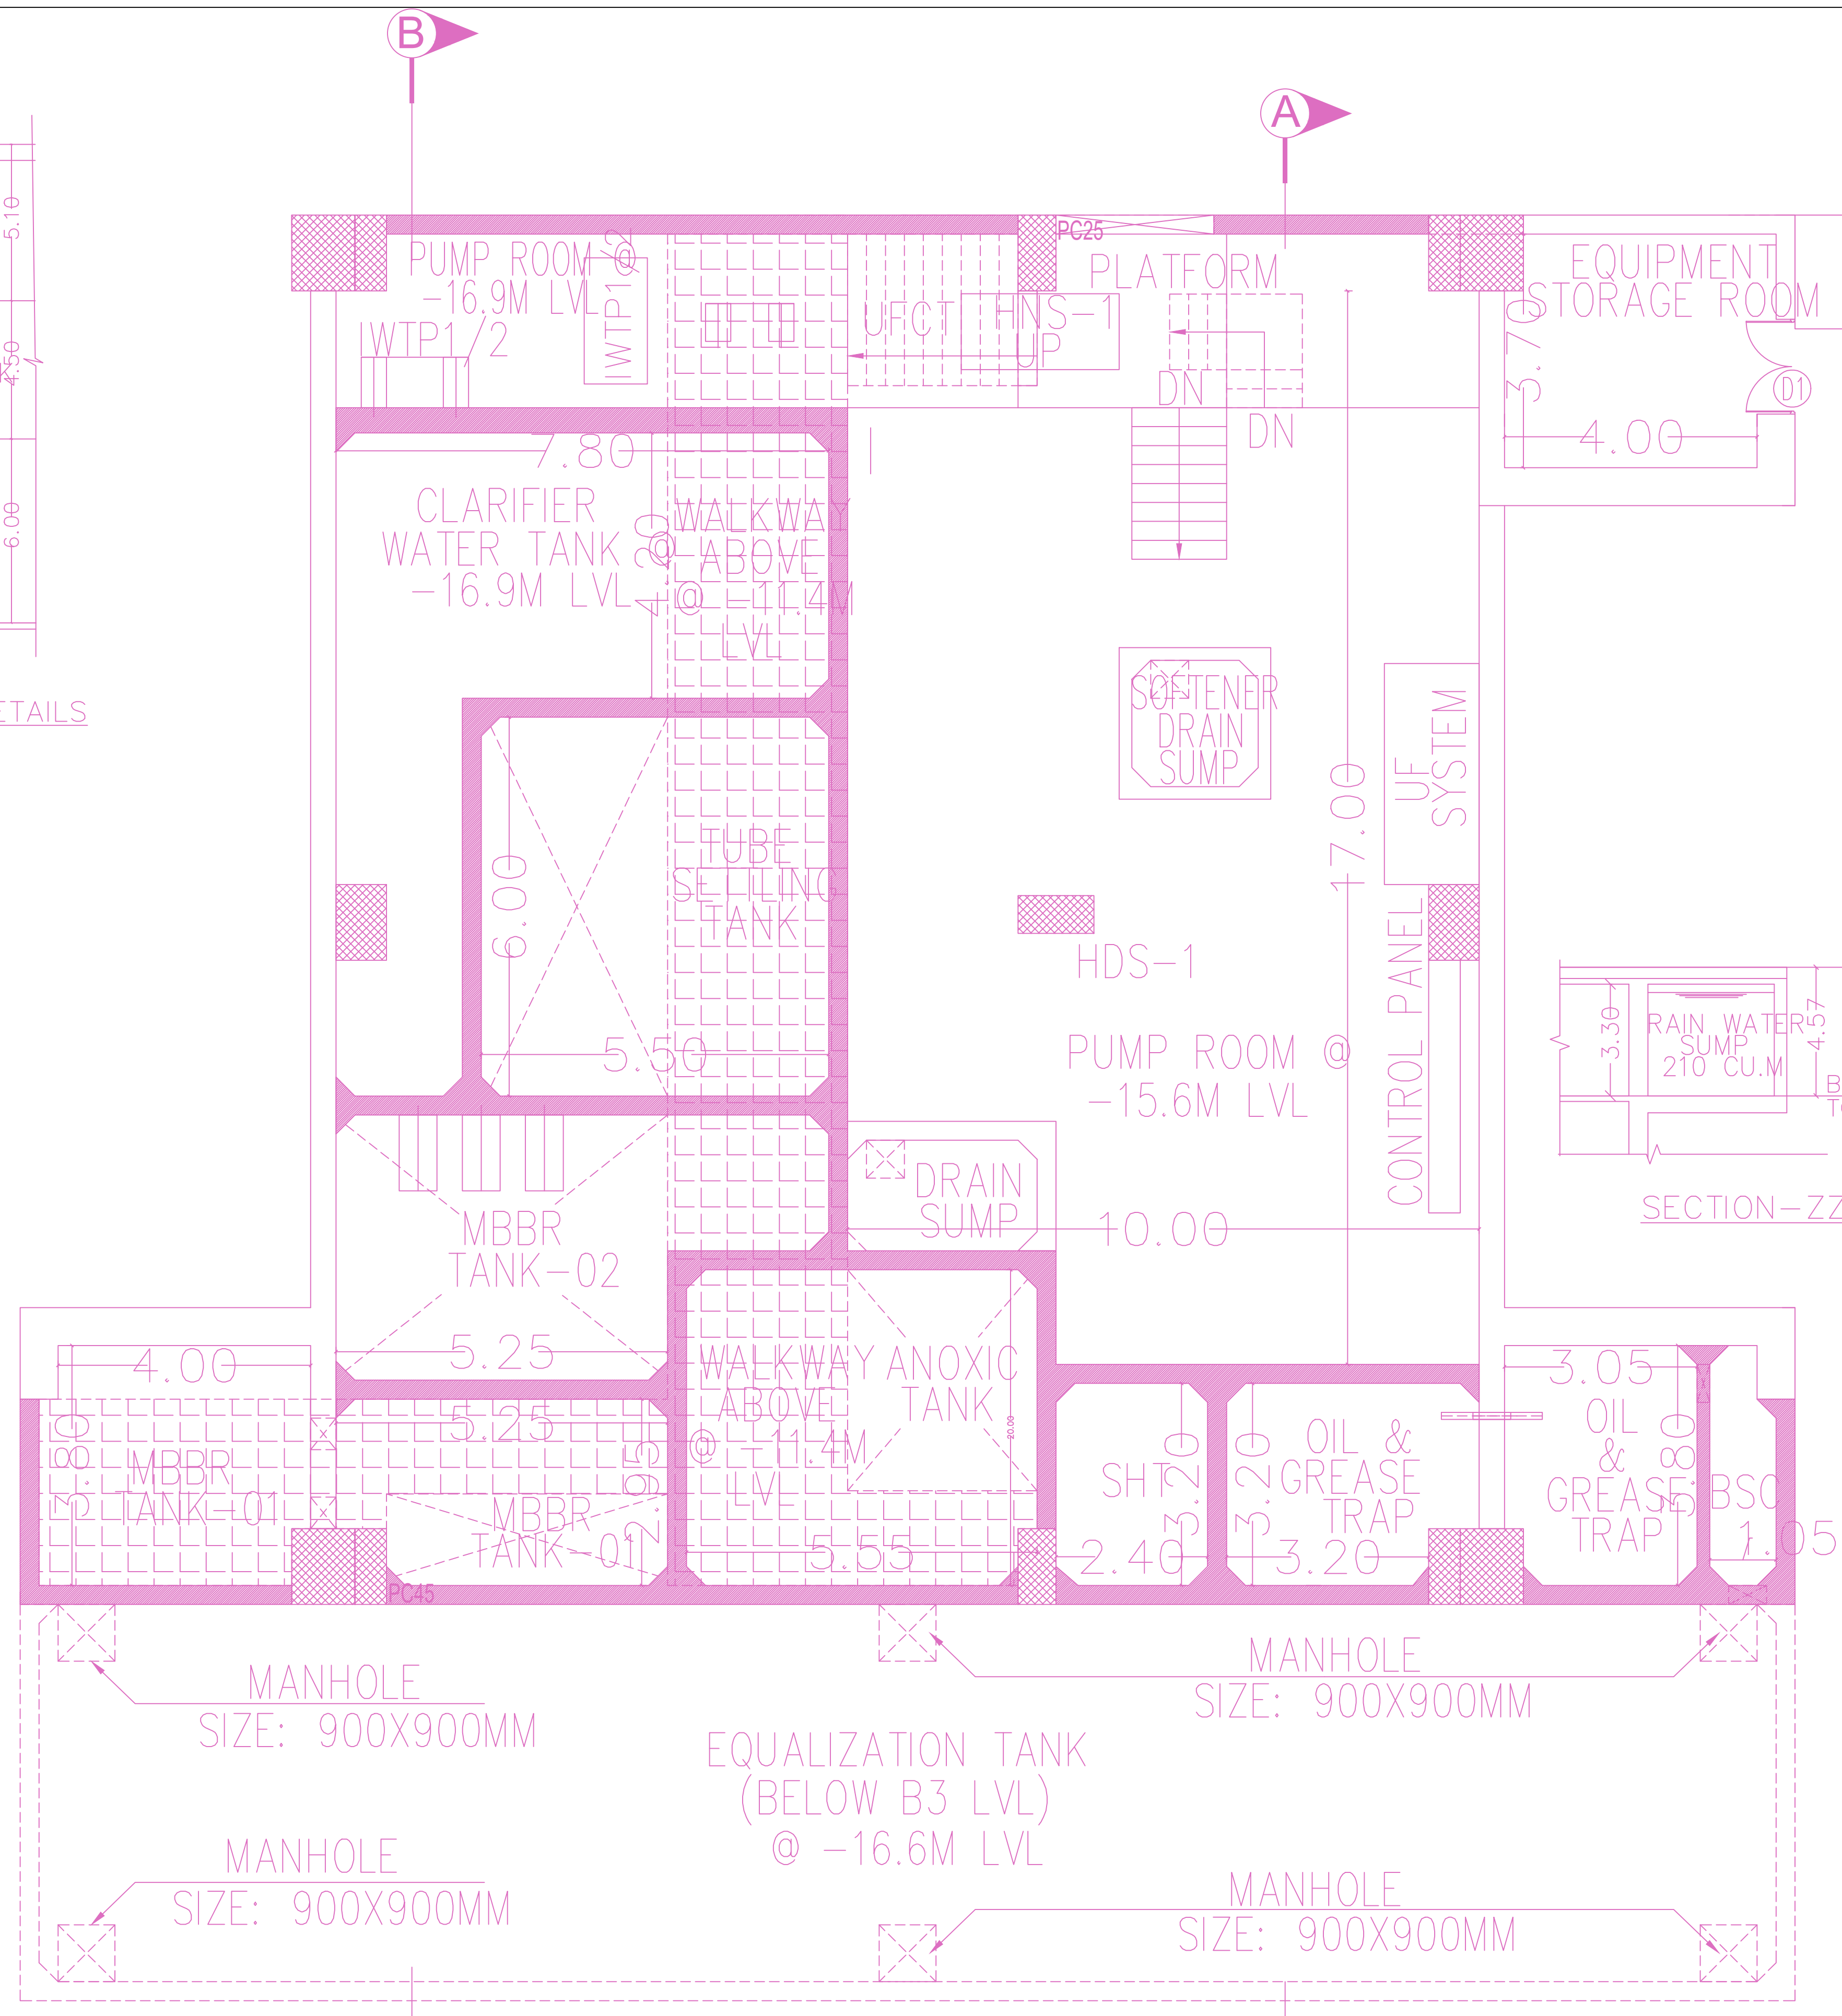 B
A
5.10
4.50
6.00
ETAILS
PC25
PUMP ROOM @
-16.9M LVL
IWTP1/2
WTP1/2
UFCT
HNS-1
UP
PLATFORM
DN
DN
EQUIPMENT
STORAGE ROOM
3.70
4.00
D1
7.80
CLARIFIER
WATER TANK @
-16.9M LVL
4.20
WALKWAY
ABOVE
@ -11.4M
LVL
SOFTENER
DRAIN
SUMP
17.00
UF
SYSTEM
TUBE
SETTLING
TANK
6.00
5.50
HDS-1
PUMP ROOM @
-15.6M LVL
CONTROL PANEL
3.30
RAIN WATER
SUMP
210 CU.M
4.57
SECTION-ZZ
DRAIN
SUMP
10.00
MBBR
TANK-02
5.25
4.00
3.80
MBBR
TANK-01
5.25
2.95
MBBR
TANK-01
PC45
WALKWAY
ABOVE
@ -11.4M
LVL
ANOXIC
TANK
20.00
5.55
SHT
3.20
2.40
3.20
OIL &
GREASE
TRAP
3.20
3.05
OIL
&
GREASE
TRAP
3.80
BSC
1.05
MANHOLE
SIZE: 900X900MM
MANHOLE
SIZE: 900X900MM
EQUALIZATION TANK
(BELOW B3 LVL)
@ -16.6M LVL
MANHOLE
SIZE: 900X900MM
MANHOLE
SIZE: 900X900MM